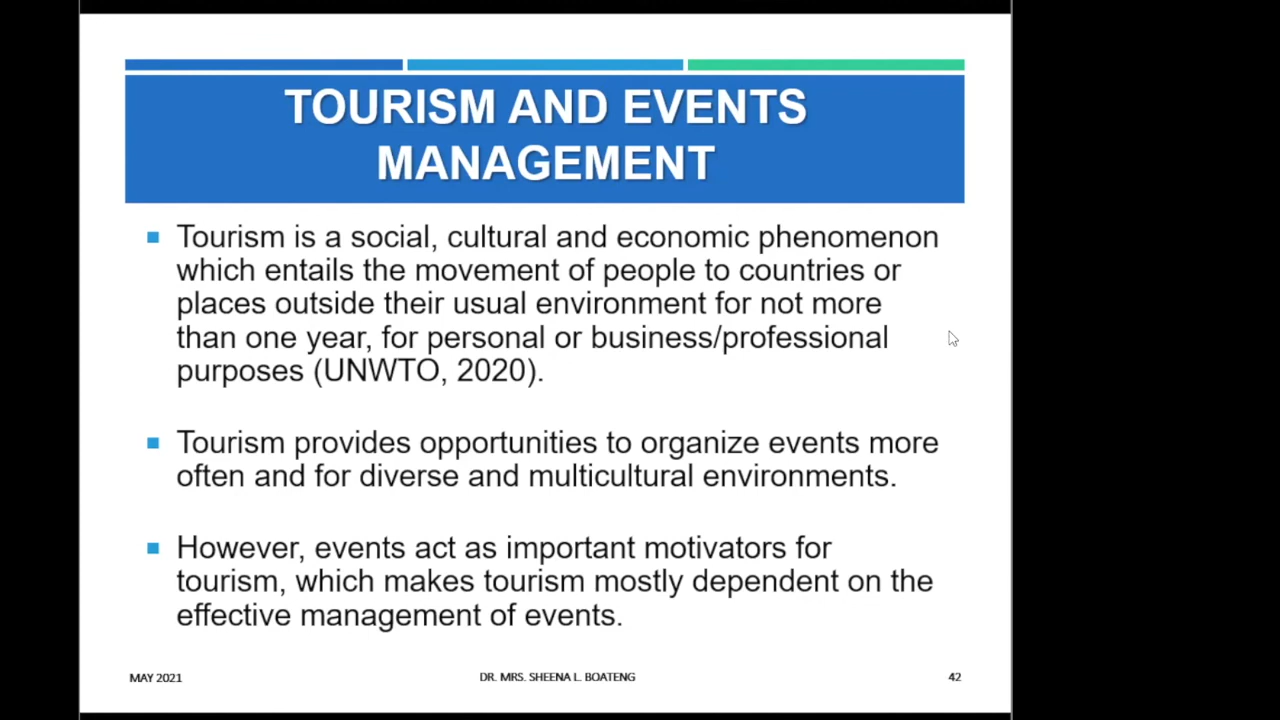 TOURISM AND EVENTS
MANAGEMENT
Tourism is a social, cultural and economic phenomenon
which entails the movement of people to countries or
places outside their usual environment for not more
than one year, for personal or business/professional
purposes (UNWTO, 2020).
Tourism provides opportunities to organize events more
often and for diverse and multicultural environments.
However, events act as important motivators for
tourism, which makes tourism mostly dependent on the
effective management of events.
MAY 2021
DR. MRS. SHEENA L. BOATENG
42